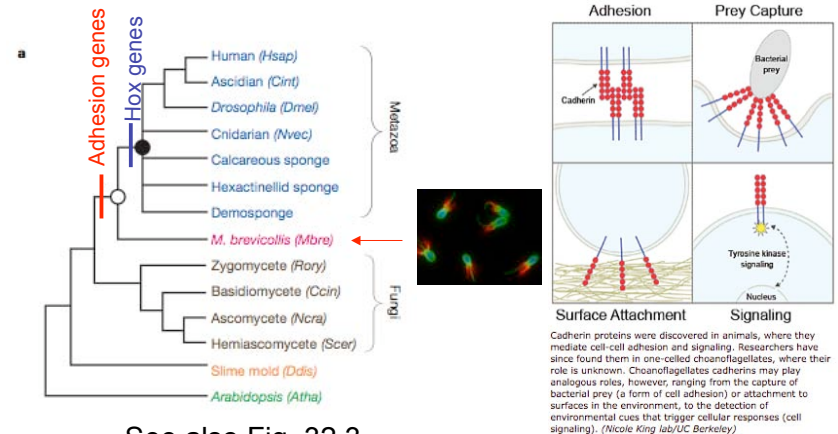 a
Adhesion genes
Hox genes
Human (Hsap)
Ascidian (Cint)
Drosophila (Dmel)
Cnidarian (Nvec)
Calcareous sponge
Hexactinellid sponge
Demosponge
M. brevicollis (Mbre)
Zygomycete (Rory)
Basidiomycete (Ccin)
Ascomycete (Ncra)
Hemiascomycete (Scer)
Slime mold (Ddis)
Arabidopsis (Atha)
Metazoa
Fungi
Adhesion
Prey Capture
Cadherin
Bacterial
prey
Tyrosine kinase
signaling
Nucleus
Surface Attachment
Signaling
Cadherin proteins were discovered in animals, where they
mediate cell-cell adhesion and signaling. Researchers have
since found them in one-celled choanoflagellates, where their
role is unknown. Choanoflagellates cadherins may play
analogous roles, however, ranging from the capture of
bacterial prey (a form of cell adhesion) or attachment to
surfaces in the environment, to the detection of
environmental cues that trigger cellular responses (cell
signaling). (Nicole King lab/UC Berkeley)
See also Fig. 32.3